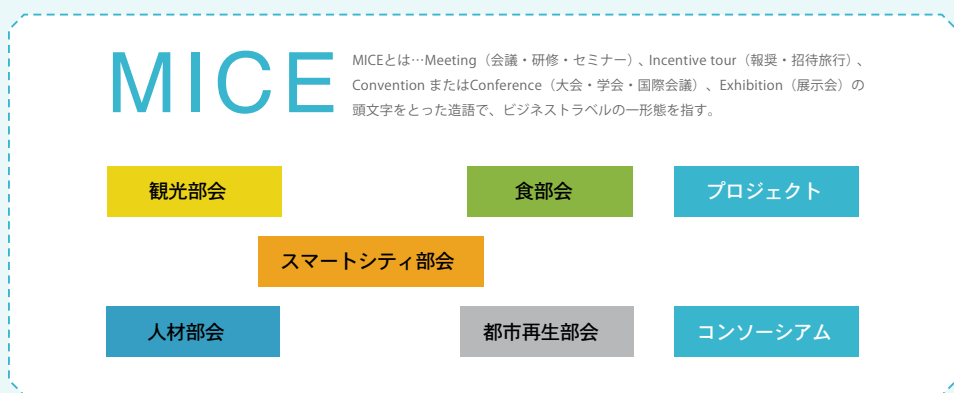 MICE
MICEとは…Meeting（会議・研修・セミナー）、Incentive tour（報奨・招待旅行）、
Convention またはConference（大会・学会・国際会議）、Exhibition（展示会）の
頭文字をとった造語で、ビジネストラベルの一形態を指す。
観光部会
食部会
プロジェクト
スマートシティ部会
人材部会
都市再生部会
コンソーシアム